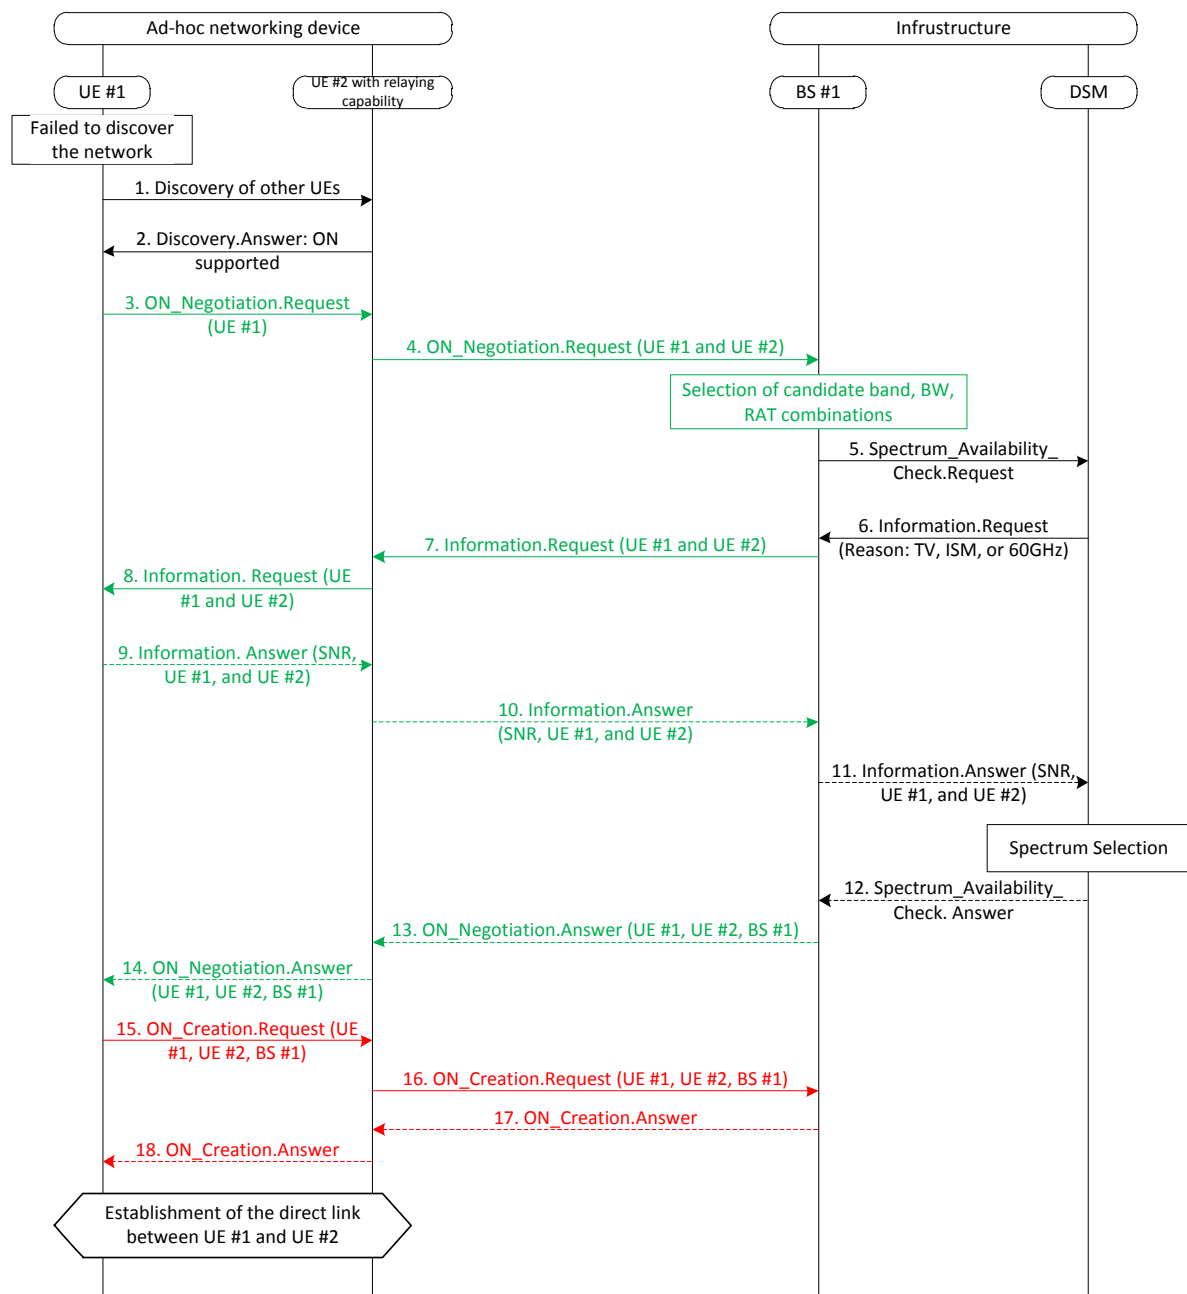 Ad-hoc networking device
Infrustructure
UE #1
UE #2 with relaying
capability
BS #1
DSM
Failed to discover
the network
1. Discovery of other UEs
2. Discovery.Answer: ON
supported
3. ON_Negotiation.Request
(UE #1)
4. ON_Negotiation.Request (UE #1 and UE #2)
Selection of candidate band, BW,
RAT combinations
5. Spectrum_Availability_
Check.Request
6. Information.Request
(Reason: TV, ISM, or 60GHz)
7. Information.Request (UE #1 and UE #2)
8. Information. Request (UE
#1 and UE #2)
9. Information. Answer (SNR,
UE #1, and UE #2)
10. Information.Answer
(SNR, UE #1, and UE #2)
11. Information.Answer (SNR,
UE #1, and UE #2)
Spectrum Selection
12. Spectrum_Availability_
Check. Answer
13. ON_Negotiation.Answer (UE #1, UE #2, BS #1)
14. ON_Negotiation.Answer
(UE #1, UE #2, BS #1)
15. ON_Creation.Request (UE
#1, UE #2, BS #1)
16. ON_Creation.Request (UE #1, UE #2, BS #1)
17. ON_Creation.Answer
18. ON_Creation.Answer
Establishment of the direct link
between UE #1 and UE #2